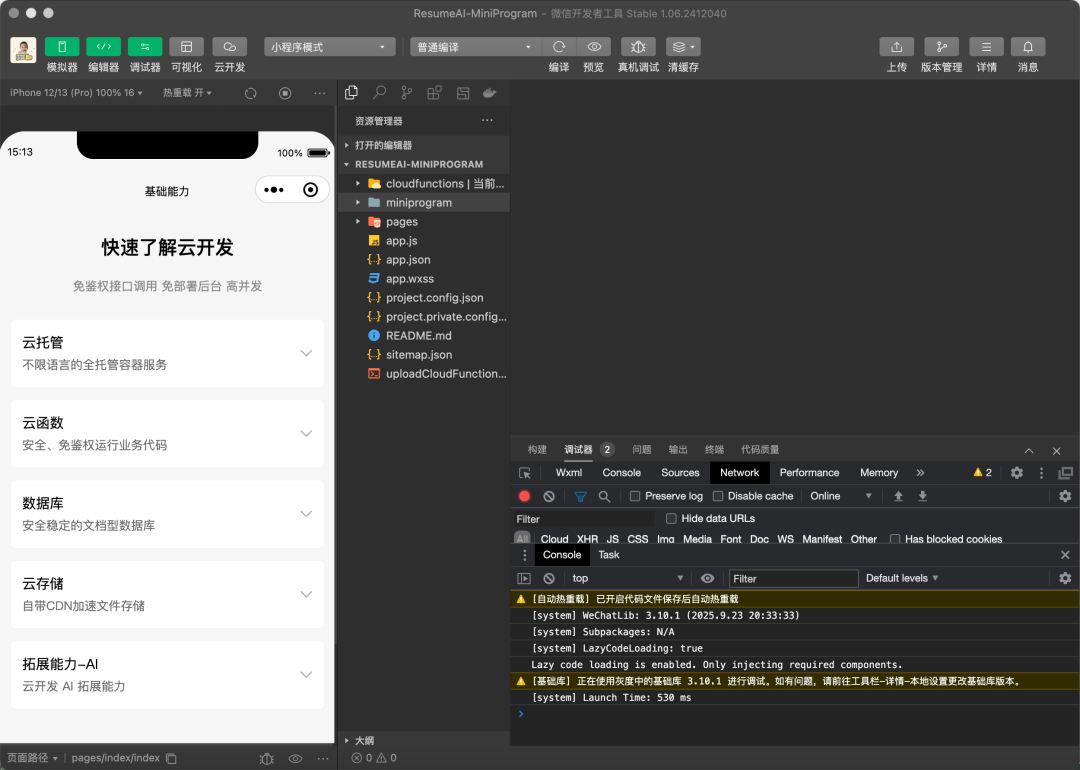 ResumeAI-MiniProgram - 微信开发者工具 Stable 1.06.2412040
模拟器 编辑器 调试器 可视化 云开发
小程序模式
普通编译
编译 预览 真机调试 清缓存
上传 版本管理 详情 消息
iPhone 12/13 (Pro) 100% 16
热重载 开
15:13
100%
基础能力
快速了解云开发
免鉴权接口调用 免部署后台 高并发
云托管
不限语言的全托管容器服务
云函数
安全、免鉴权运行业务代码
数据库
安全稳定的文档型数据库
云存储
自带CDN加速文件存储
拓展能力-AI
云开发 AI 拓展能力
页面路径 | pages/index/index
资源管理器
打开的编辑器
RESUMEAI-MINIPROGRAM
cloudfunctions | 当前...
miniprogram
pages
JS app.js
{..} app.json
app.wxss
{..} project.config.json
{..} project.private.config...
README.md
{..} sitemap.json
uploadCloudFunction...
大纲
0 0
构建 调试器 2 问题 输出 终端 代码质量
Wxml Console Sources Network Performance Memory » 2
Preserve log Disable cache Online
Filter Hide data URLs
All Cloud XHR JS CSS Img Media Font Doc WS Manifest Other Has blocked cookies
Console Task
top Filter Default levels
[自动热重载] 已开启代码文件保存后自动热重载
[system] WeChatLib: 3.10.1 (2025.9.23 20:33:33)
[system] Subpackages: N/A
[system] LazyCodeLoading: true
Lazy code loading is enabled. Only injecting required components.
[基础库] 正在使用灰度中的基础库 3.10.1 进行调试。如有问题，请前往工具栏-详情-本地设置更改基础库版本。
[system] Launch Time: 530 ms